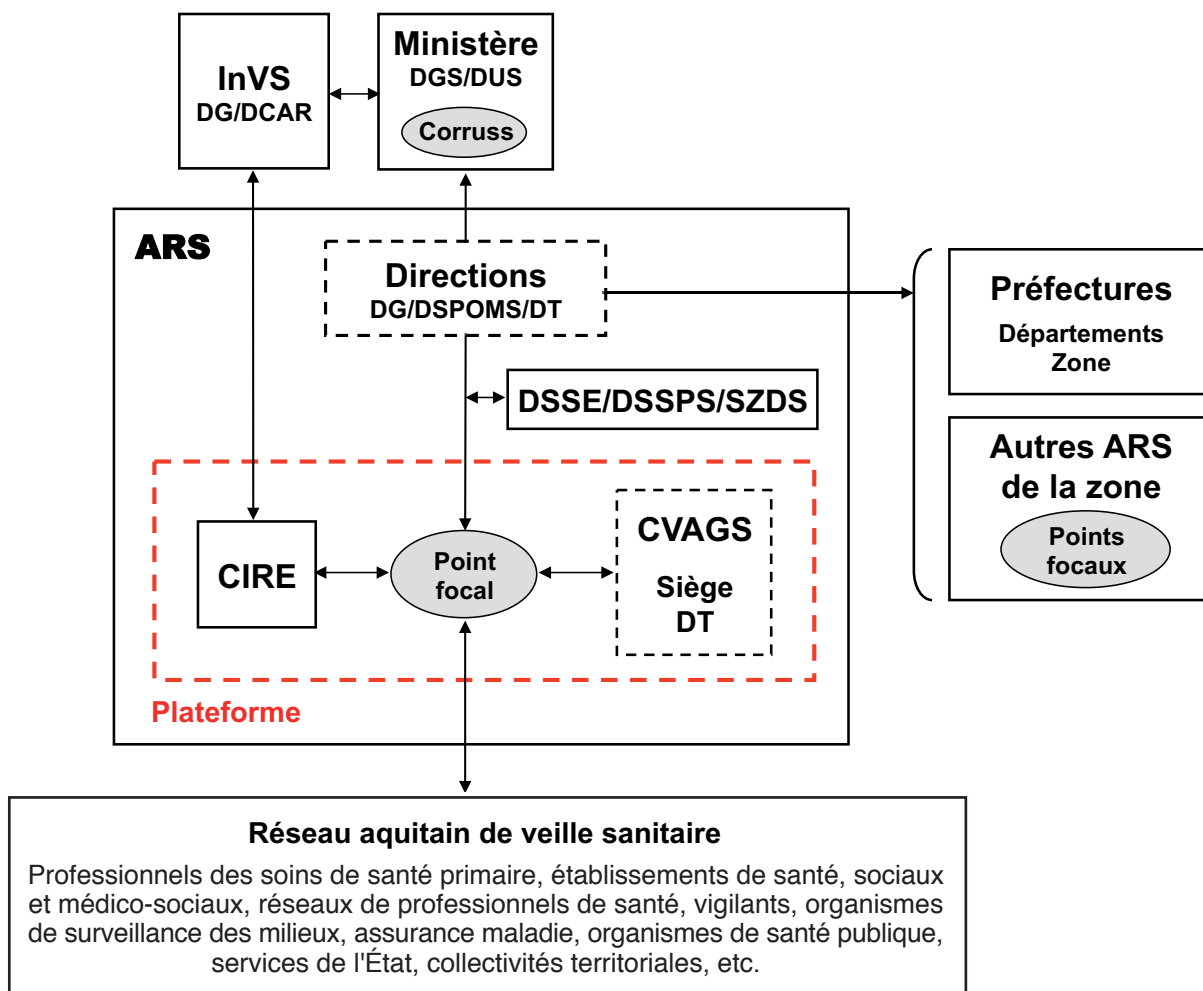 InVS
DG/DCAR
Ministère
DGS/DUS
Corruss
ARS
Directions
DG/DSPOMS/DT
Préfectures
Départements
Zone
DSSE/DSSPS/SZDS
Autres ARS
de la zone
Points
focaux
CIRE
Point
focal
CVAGS
Siège
DT
Plateforme
Réseau aquitain de veille sanitaire
Professionnels des soins de santé primaire, établissements de santé, sociaux
et médico-sociaux, réseaux de professionnels de santé, vigilants, organismes
de surveillance des milieux, assurance maladie, organismes de santé publique,
services de l'État, collectivités territoriales, etc.